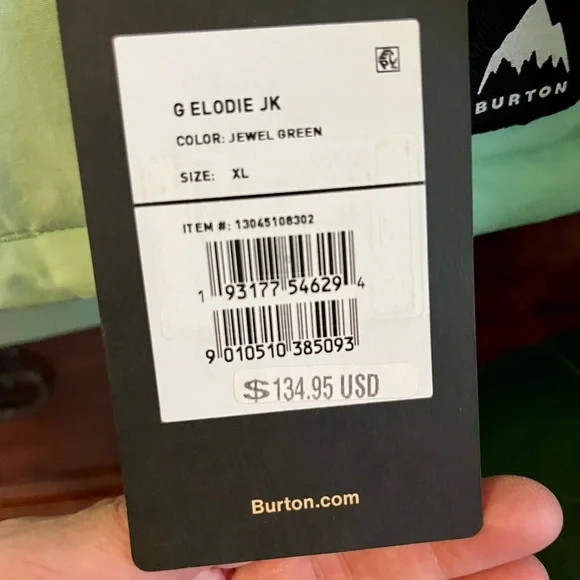 BURTON
G ELODIE JK
COLOR: JEWEL GREEN
SIZE: XL
ITEM #: 13045108302
1 93177 54629 4
9 010510 385093
$134.95 USD
Burton.com